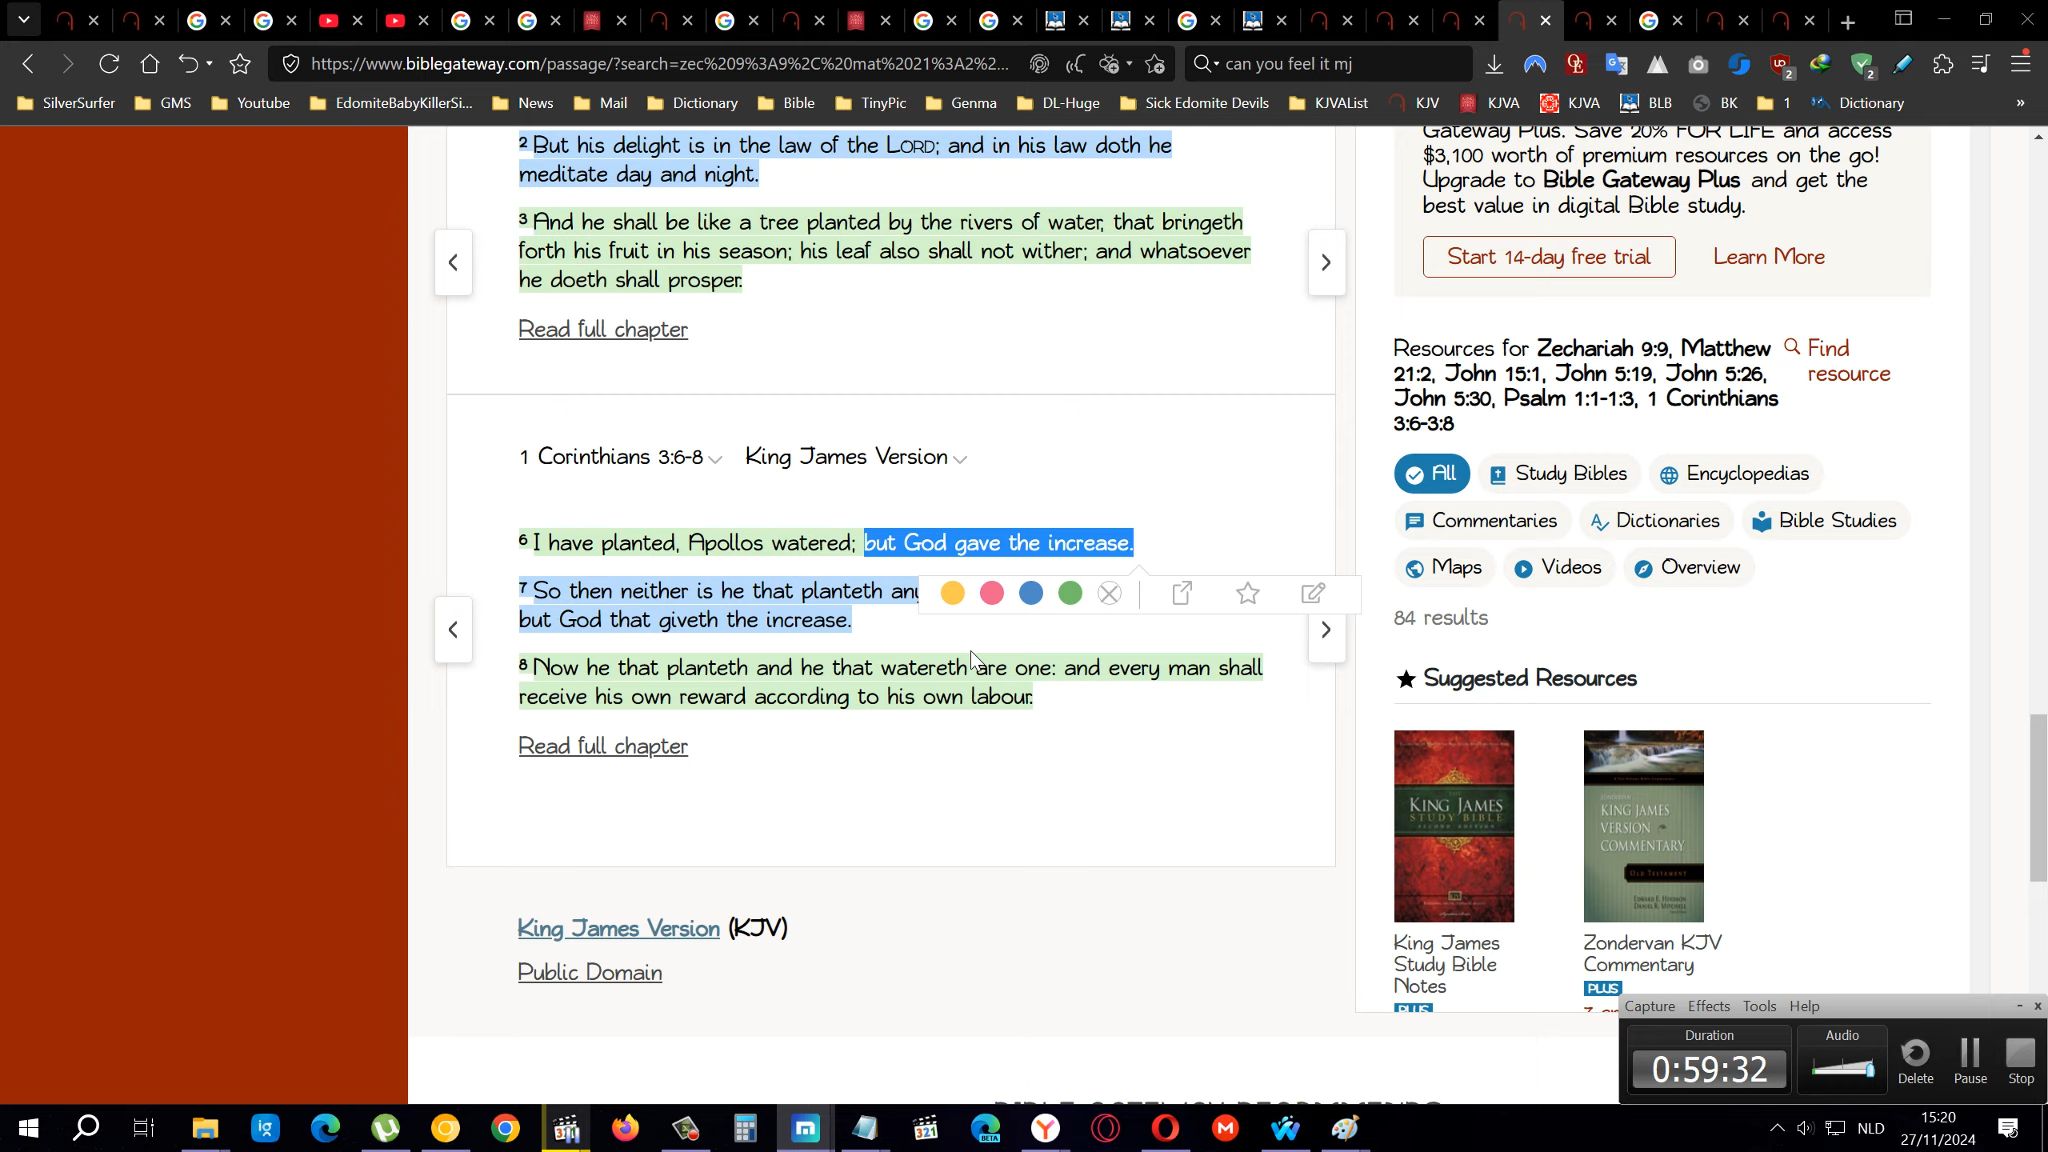 https://www.biblegateway.com/passage/?search=zec%209%3A9%2C%20mat%2021%3A2%2...
can you feel it mj
SilverSurfer GMS Youtube EdomiteBabyKillerSi... News Mail Dictionary Bible TinyPic Genma DL-Huge Sick Edomite Devils KJVAList KJV KJVA KJVA BLB BK 1 Dictionary »
2 But his delight is in the law of the LORD; and in his law doth he
meditate day and night.
3 And he shall be like a tree planted by the rivers of water, that bringeth
forth his fruit in his season; his leaf also shall not wither; and whatsoever
he doeth shall prosper.
Read full chapter
1 Corinthians 3:6-8 King James Version
6 I have planted, Apollos watered; but God gave the increase.
7 So then neither is he that planteth any
but God that giveth the increase.
8 Now he that planteth and he that watereth are one: and every man shall
receive his own reward according to his own labour.
Read full chapter
King James Version (KJV)
Public Domain
Gateway Plus. Save 20% FOR LIFE and access
$3,100 worth of premium resources on the go!
Upgrade to Bible Gateway Plus and get the
best value in digital Bible study.
Start 14-day free trial Learn More
Resources for Zechariah 9:9, Matthew
21:2, John 15:1, John 5:19, John 5:26,
John 5:30, Psalm 1:1-1:3, 1 Corinthians
3:6-3:8
Find
resource
All Study Bibles Encyclopedias
Commentaries Dictionaries Bible Studies
Maps Videos Overview
84 results
Suggested Resources
KING JAMES
STUDY BIBLE
SECOND EDITION
KING JAMES
VERSION
COMMENTARY
OLD TESTAMENT
King James
Study Bible
Notes
PLUS
Zondervan KJV
Commentary
PLUS
Capture Effects Tools Help
Duration
0:59:32
Audio
Delete Pause Stop
BIBLE GATEWAY RECOMMENDS
NLD
15:20
27/11/2024